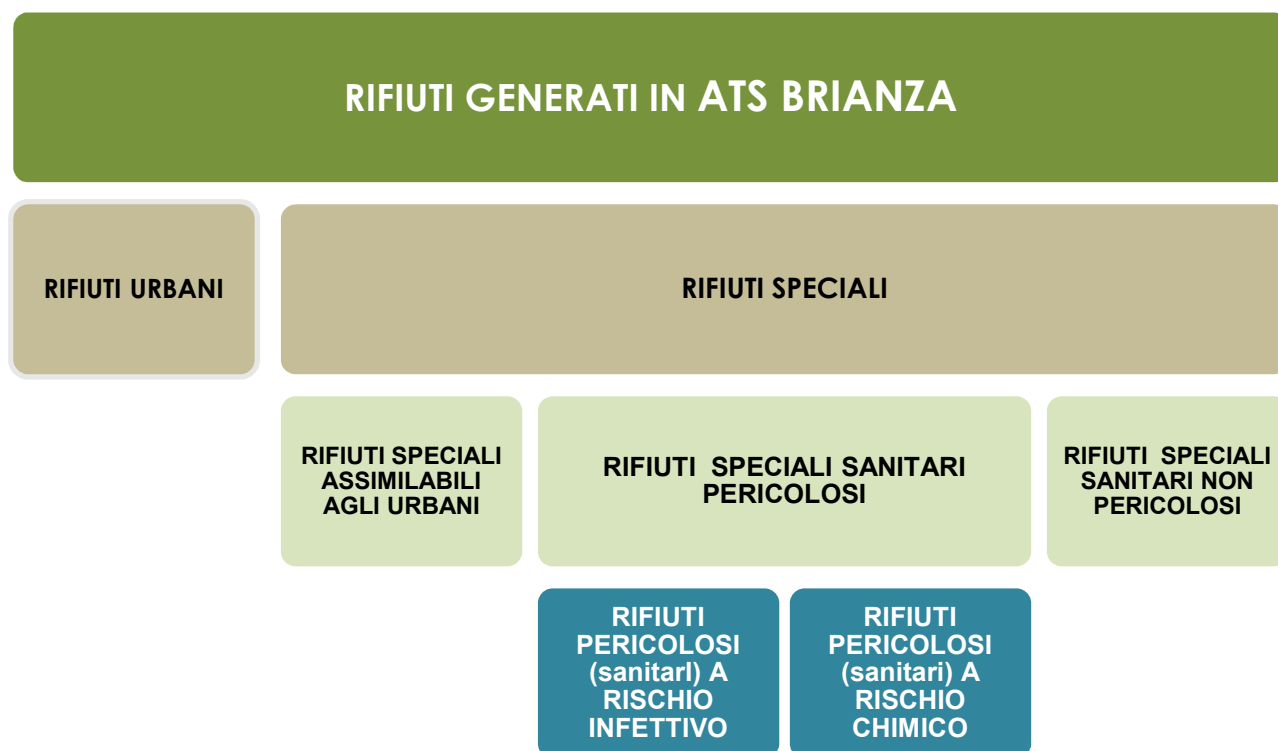 RIFIUTI GENERATI IN ATS BRIANZA
RIFIUTI URBANI
RIFIUTI SPECIALI
RIFIUTI SPECIALI
ASSIMILABILI
AGLI URBANI
RIFIUTI SPECIALI SANITARI
PERICOLOSI
RIFIUTI SPECIALI
SANITARI NON
PERICOLOSI
RIFIUTI
PERICOLOSI
(sanitarI) A
RISCHIO
INFETTIVO
RIFIUTI
PERICOLOSI
(sanitari) A
RISCHIO
CHIMICO